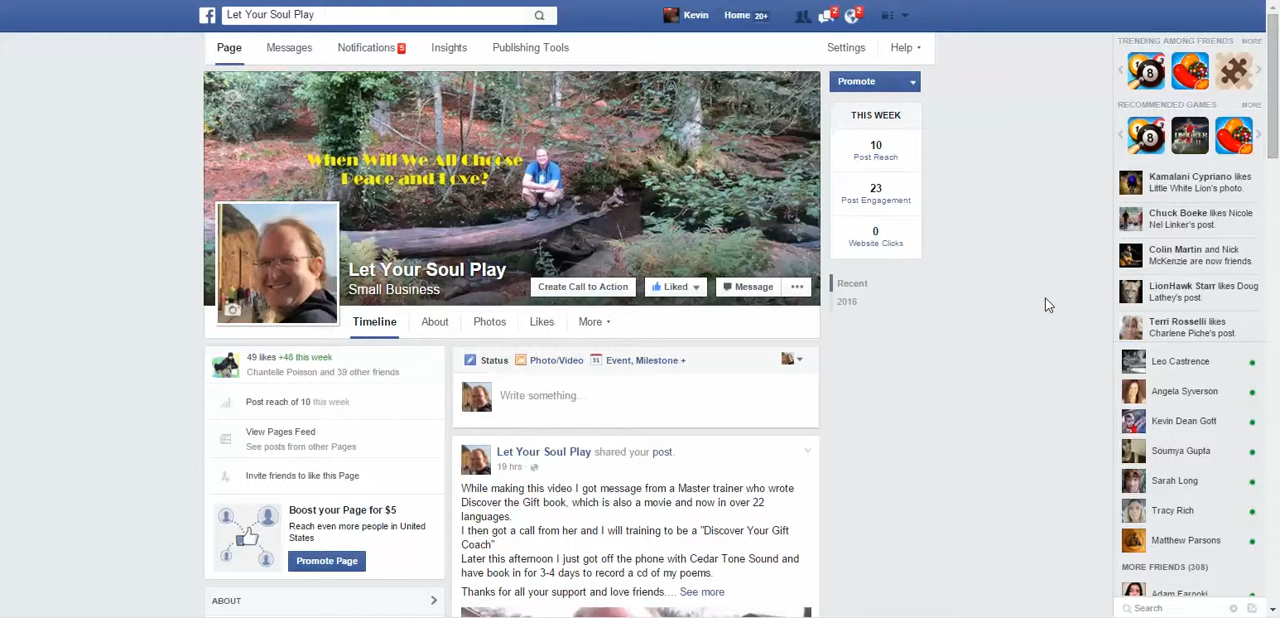 Let Your Soul Play
Kevin
Home 20+
2
2
Page
Messages
Notifications 5
Insights
Publishing Tools
Settings
Help
When Will We All Choose
Peace and Love?
Let Your Soul Play
Small Business
Create Call to Action
Liked
Message
Timeline
About
Photos
Likes
More
Promote
THIS WEEK
10
Post Reach
23
Post Engagement
0
Website Clicks
Recent
2016
49 likes +48 this week
Chantelle Poisson and 39 other friends
Post reach of 10 this week
View Pages Feed
See posts from other Pages
Invite friends to like this Page
Boost your Page for $5
Reach even more people in United
States
Promote Page
ABOUT
Status
Photo/Video
31
Event, Milestone +
Write something...
Let Your Soul Play shared your post.
19 hrs
While making this video I got message from a Master trainer who wrote
Discover the Gift book, which is also a movie and now in over 22
languages.
I then got a call from her and I will training to be a "Discover Your Gift
Coach"
Later this afternoon I just got off the phone with Cedar Tone Sound and
have book in for 3-4 days to record a cd of my poems.
Thanks for all your support and love friends.... See more
TRENDING AMONG FRIENDS
MORE
8
RECOMMENDED GAMES
MORE
8
Kamalani Cypriano likes
Little White Lion's photo.
Chuck Boeke likes Nicole
Nel Linker's post.
Colin Martin and Nick
McKenzie are now friends.
LionHawk Starr likes Doug
Lathey's post.
Terri Rosselli likes
Charlene Piche's post.
Leo Castrence
Angela Syverson
Kevin Dean Gott
Soumya Gupta
Sarah Long
Tracy Rich
Matthew Parsons
MORE FRIENDS (308)
Adam Farooki
Search